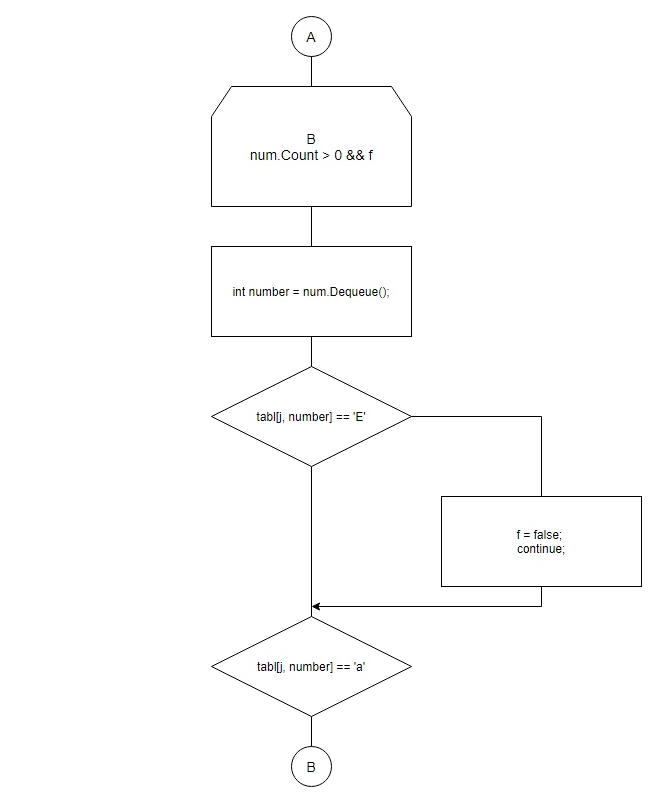 A
B
num.Count > 0 && f
int number = num.Dequeue();
tabl[j, number] == 'E'
f = false;
continue;
tabl[j, number] == 'a'
B